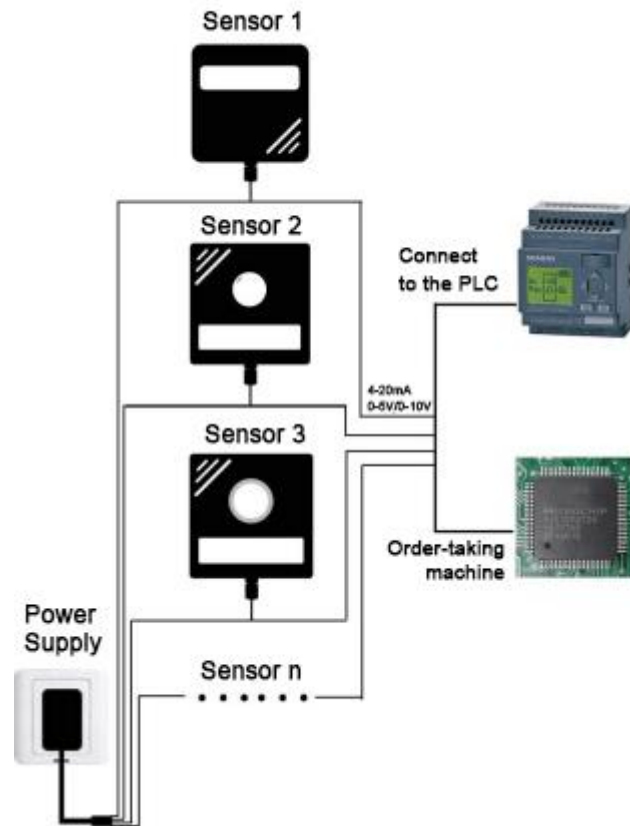 Sensor 1
Sensor 2
Connect
to the PLC
SIEMENS
4-20mA
0-5V/0-10V
Sensor 3
Order-taking
machine
Power
Supply
Sensor n